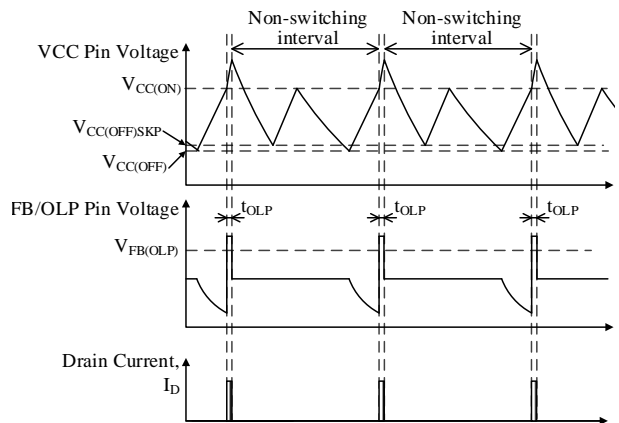 Non-switching interval
Non-switching interval
VCC Pin Voltage
VCC(ON)
VCC(OFF)SKP
VCC(OFF)
FB/OLP Pin Voltage
tOLP
tOLP
tOLP
VFB(OLP)
Drain Current,
ID